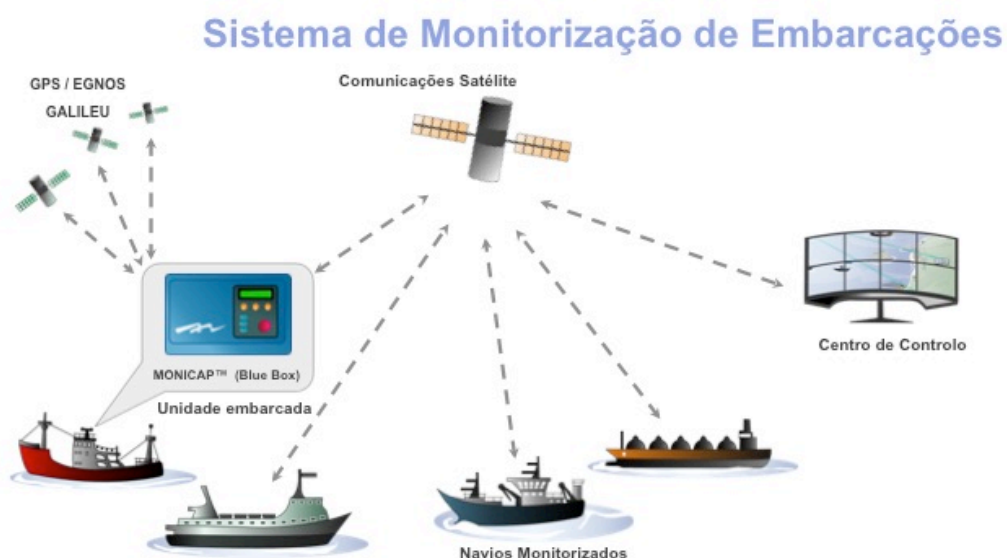 Sistema de Monitorização de Embarcações
GPS / EGNOS
GALILEU
Comunicações Satélite
MONICAP™ (Blue Box)
Unidade embarcada
Centro de Controlo
Navios Monitorizados